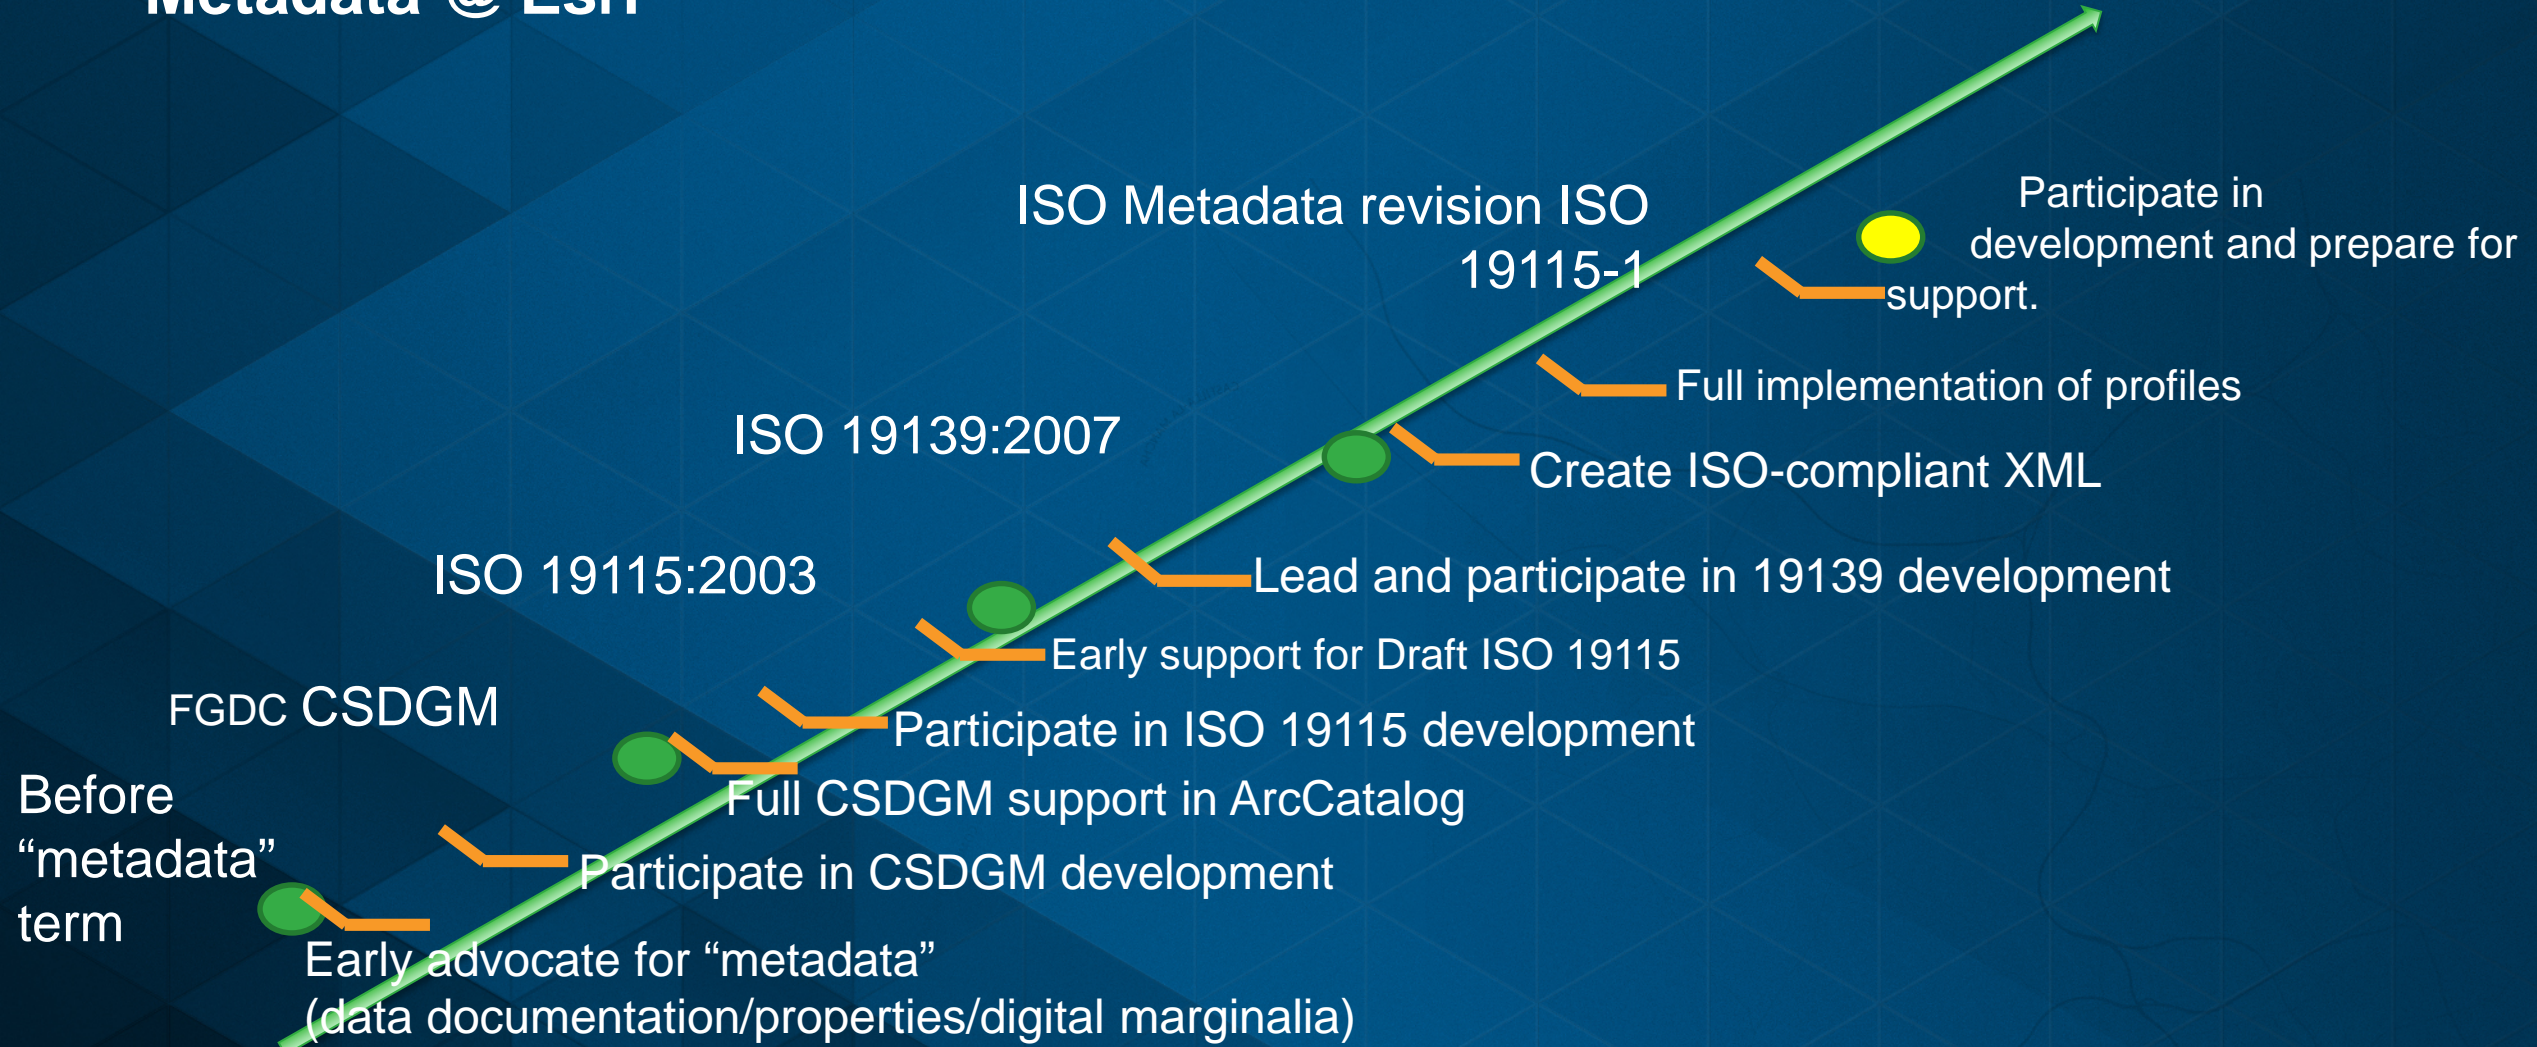 Metadata @ Esri
ISO Metadata revision ISO
19115-1
Participate in
development and prepare for
support.
Full implementation of profiles
ISO 19139:2007
Create ISO-compliant XML
ISO 19115:2003
Lead and participate in 19139 development
Early support for Draft ISO 19115
FGDC CSDGM
Participate in ISO 19115 development
Full CSDGM support in ArcCatalog
Before
“metadata”
term
Participate in CSDGM development
Early advocate for “metadata”
(data documentation/properties/digital marginalia)